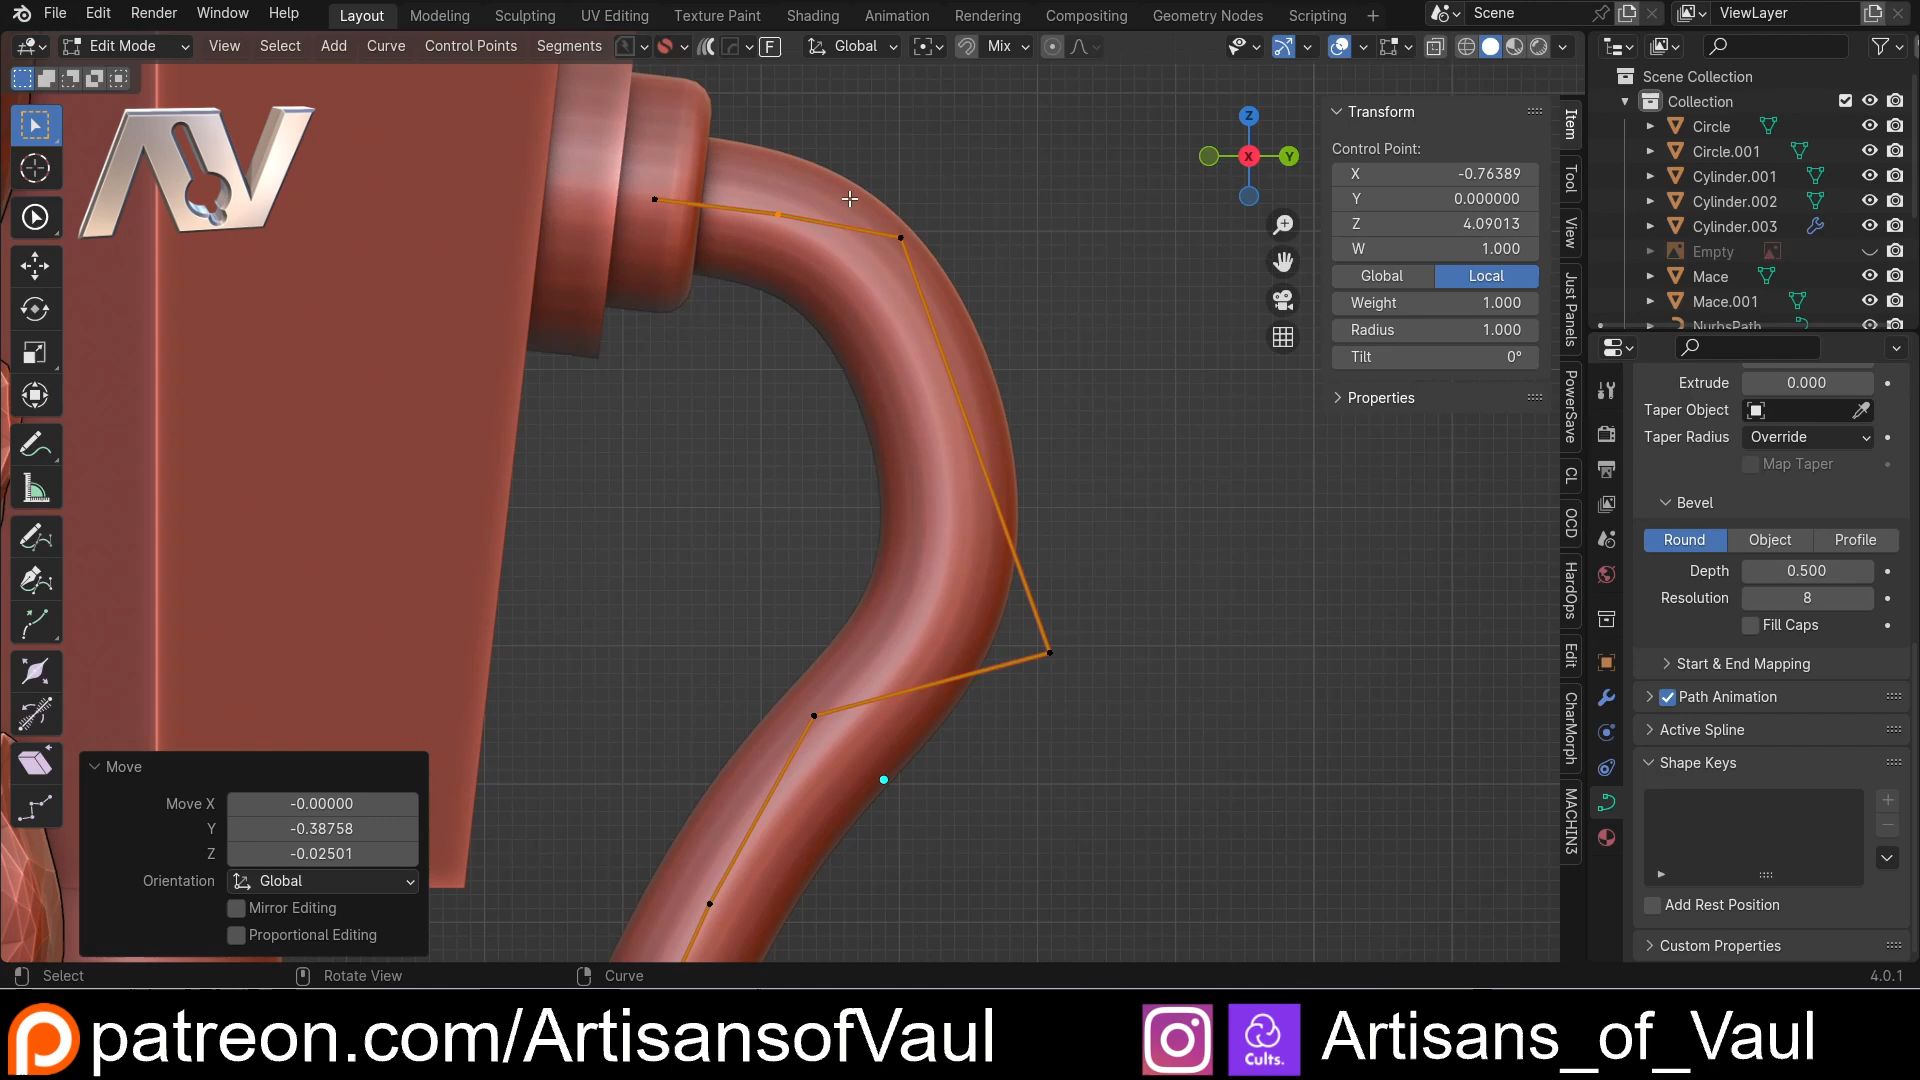 File Edit Render Window Help Layout Modeling Sculpting UV Editing Texture Paint Shading Animation Rendering Compositing Geometry Nodes Scripting + Scene ViewLayer
Edit Mode View Select Add Curve Control Points Segments F Global Mix
AV
Z
X
Y
Transform
Control Point:
X -0.76389
Y 0.000000
Z 4.09013
W 1.000
Global Local
Weight 1.000
Radius 1.000
Tilt 0°
Properties
Item
Tool
View
Just Panels
PowerSave
CL
OCD
HardOps
Edit
CharMorph
MACHIN3
Scene Collection
Collection
Circle
Circle.001
Cylinder.001
Cylinder.002
Cylinder.003
Empty
Mace
Mace.001
NurbsPath
Extrude 0.000
Taper Object
Taper Radius Override
Map Taper
Bevel
Round Object Profile
Depth 0.500
Resolution 8
Fill Caps
Start & End Mapping
Path Animation
Active Spline
Shape Keys
Add Rest Position
Custom Properties
Move
Move X -0.00000
Y -0.38758
Z -0.02501
Orientation Global
Mirror Editing
Proportional Editing
Select Rotate View Curve 4.0.1
patreon.com/ArtisansofVaul Cults. Artisans_of_Vaul